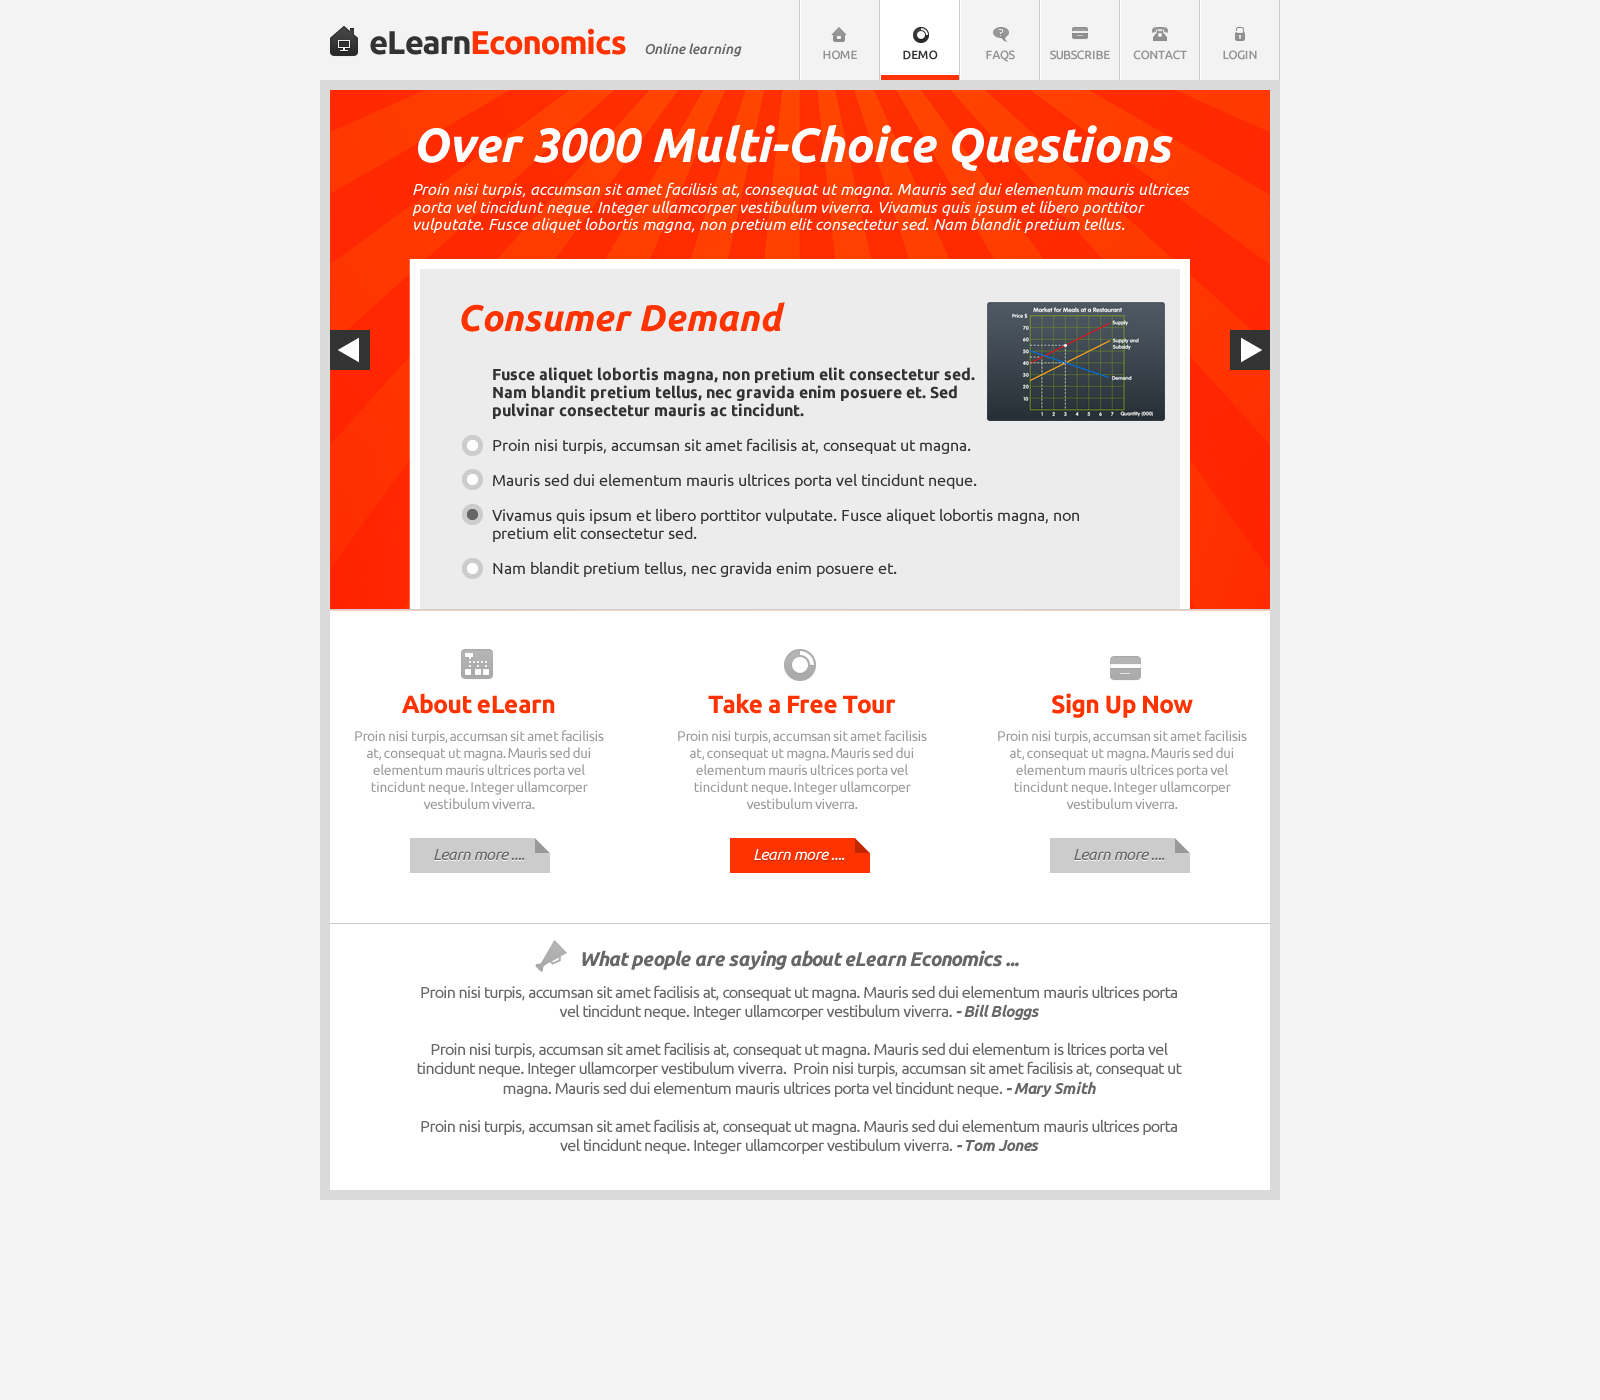 eLearnEconomics
Online learning
HOME
DEMO
FAQS
SUBSCRIBE
CONTACT
LOGIN
Over 3000 Multi-Choice Questions
Proin nisi turpis, accumsan sit amet facilisis at, consequat ut magna. Mauris sed dui elementum mauris ultrices
porta vel tincidunt neque. Integer ullamcorper vestibulum viverra. Vivamus quis ipsum et libero porttitor
vulputate. Fusce aliquet lobortis magna, non pretium elit consectetur sed. Nam blandit pretium tellus.
Consumer Demand
Fusce aliquet lobortis magna, non pretium elit consectetur sed.
Nam blandit pretium tellus, nec gravida enim posuere et. Sed
pulvinar consectetur mauris ac tincidunt.
Market for Meals at a Restaurant
Price $
70
60
50
40
30
20
10
Supply
Supply and
Subsidy
Demand
1 2 3 4 5 6 7 Quantity (000)
Proin nisi turpis, accumsan sit amet facilisis at, consequat ut magna.
Mauris sed dui elementum mauris ultrices porta vel tincidunt neque.
Vivamus quis ipsum et libero porttitor vulputate. Fusce aliquet lobortis magna, non
pretium elit consectetur sed.
Nam blandit pretium tellus, nec gravida enim posuere et.
About eLearn
Proin nisi turpis, accumsan sit amet facilisis
at, consequat ut magna. Mauris sed dui
elementum mauris ultrices porta vel
tincidunt neque. Integer ullamcorper
vestibulum viverra.
Learn more ....
Take a Free Tour
Proin nisi turpis, accumsan sit amet facilisis
at, consequat ut magna. Mauris sed dui
elementum mauris ultrices porta vel
tincidunt neque. Integer ullamcorper
vestibulum viverra.
Learn more ....
Sign Up Now
Proin nisi turpis, accumsan sit amet facilisis
at, consequat ut magna. Mauris sed dui
elementum mauris ultrices porta vel
tincidunt neque. Integer ullamcorper
vestibulum viverra.
Learn more ....
What people are saying about eLearn Economics ...
Proin nisi turpis, accumsan sit amet facilisis at, consequat ut magna. Mauris sed dui elementum mauris ultrices porta
vel tincidunt neque. Integer ullamcorper vestibulum viverra. - Bill Bloggs
Proin nisi turpis, accumsan sit amet facilisis at, consequat ut magna. Mauris sed dui elementum is ltrices porta vel
tincidunt neque. Integer ullamcorper vestibulum viverra.  Proin nisi turpis, accumsan sit amet facilisis at, consequat ut
magna. Mauris sed dui elementum mauris ultrices porta vel tincidunt neque. - Mary Smith
Proin nisi turpis, accumsan sit amet facilisis at, consequat ut magna. Mauris sed dui elementum mauris ultrices porta
vel tincidunt neque. Integer ullamcorper vestibulum viverra. - Tom Jones